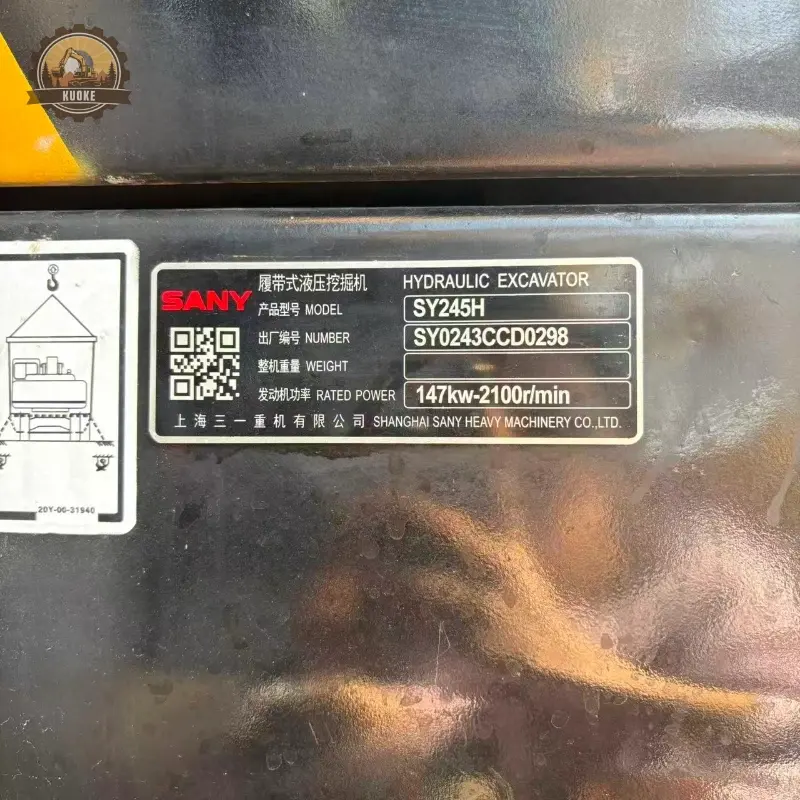 KUOKE
SANY
履带式液压挖掘机 HYDRAULIC EXCAVATOR
产品型号 MODEL SY245H
出厂编号 NUMBER SY0243CCD0298
整机重量 WEIGHT
发动机功率 RATED POWER 147kw-2100r/min
上海三一重机有限公司 SHANGHAI SANY HEAVY MACHINERY CO.,LTD.
20Y-06-31940